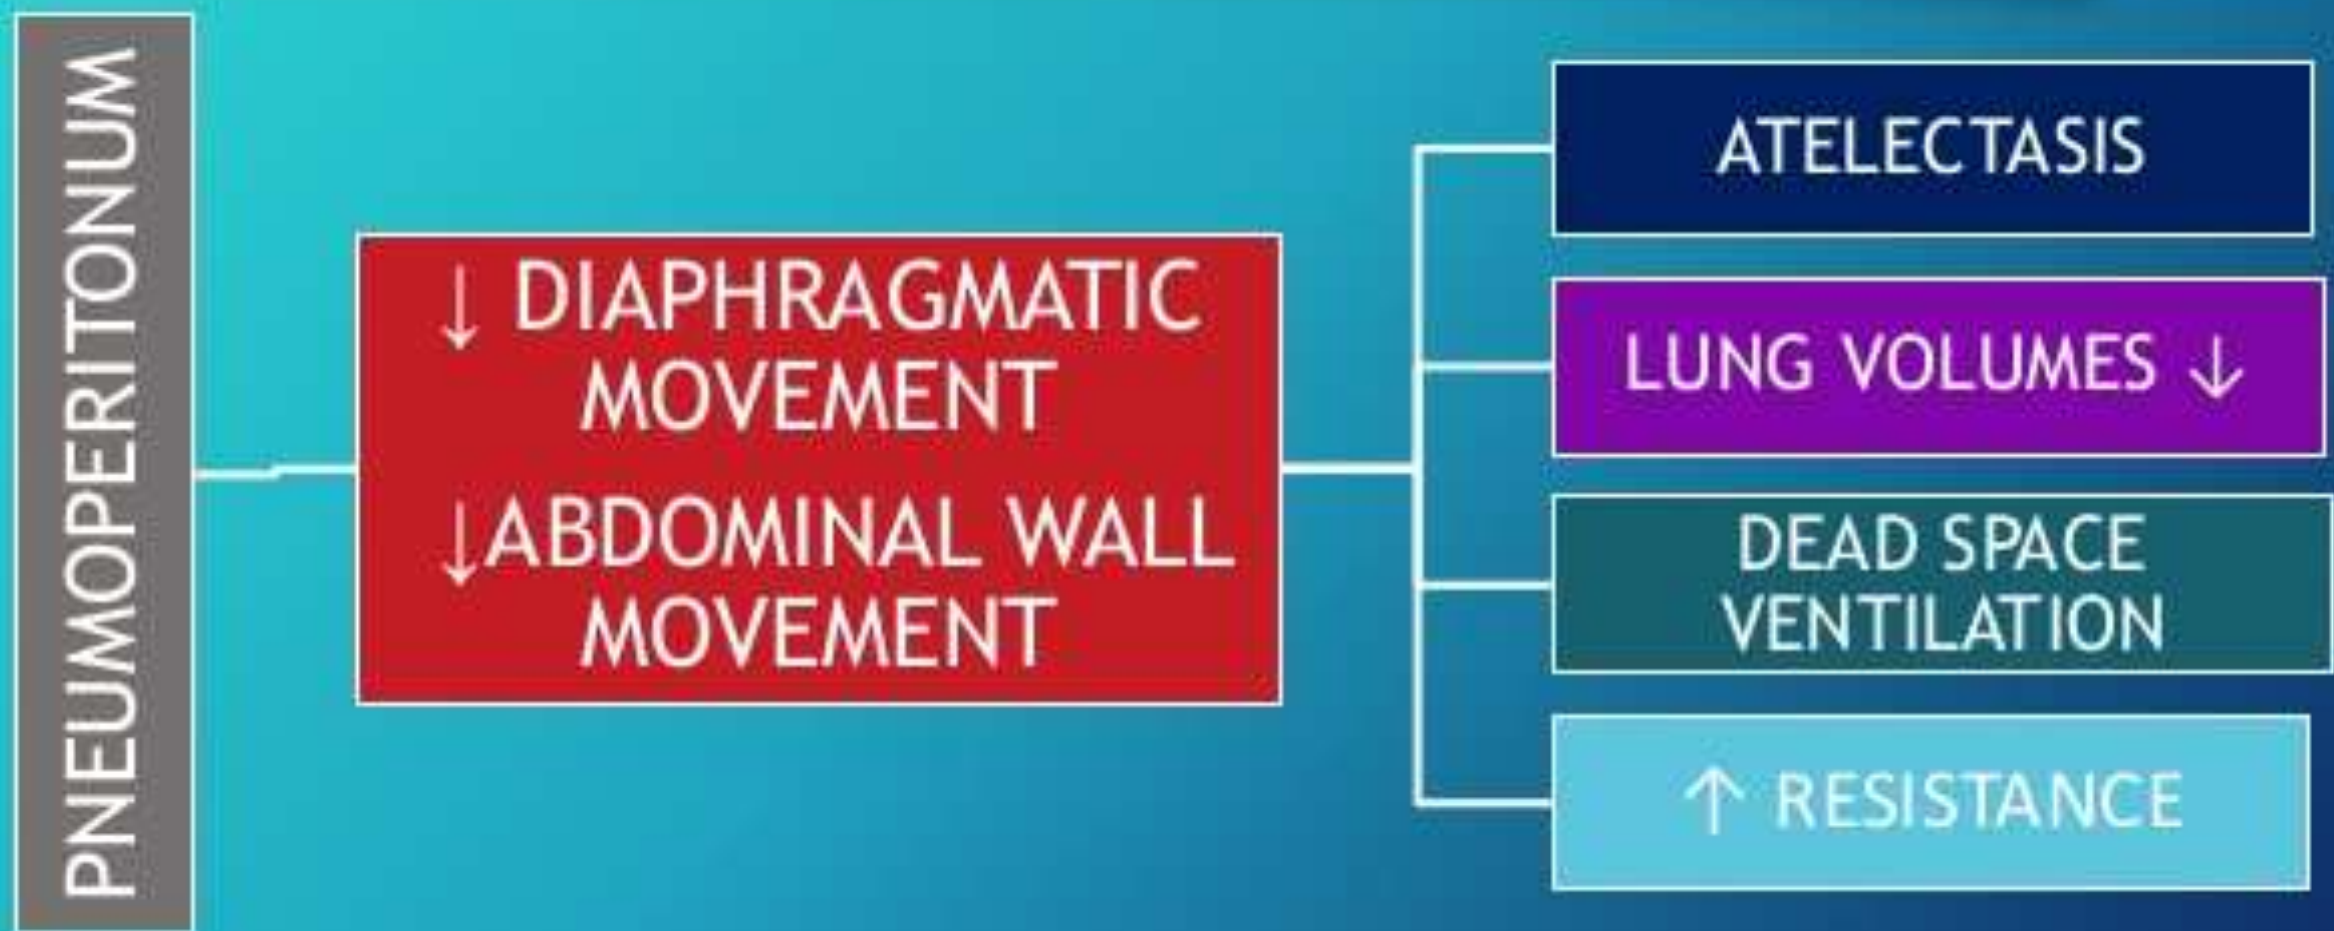 PNEUMOPERITONUM
↓ DIAPHRAGMATIC
MOVEMENT
↓ABDOMINAL WALL
MOVEMENT
ATELECTASIS
LUNG VOLUMES ↓
DEAD SPACE
VENTILATION
↑ RESISTANCE